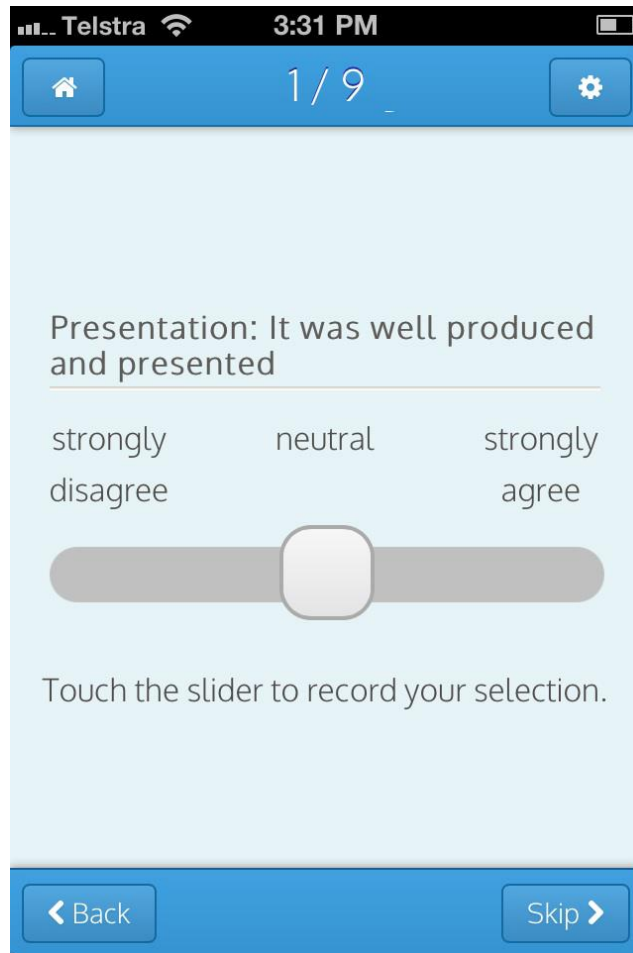 Telstra 3:31 PM
1 / 9
Presentation: It was well produced
and presented
strongly neutral strongly
disagree agree
Touch the slider to record your selection.
Back Skip